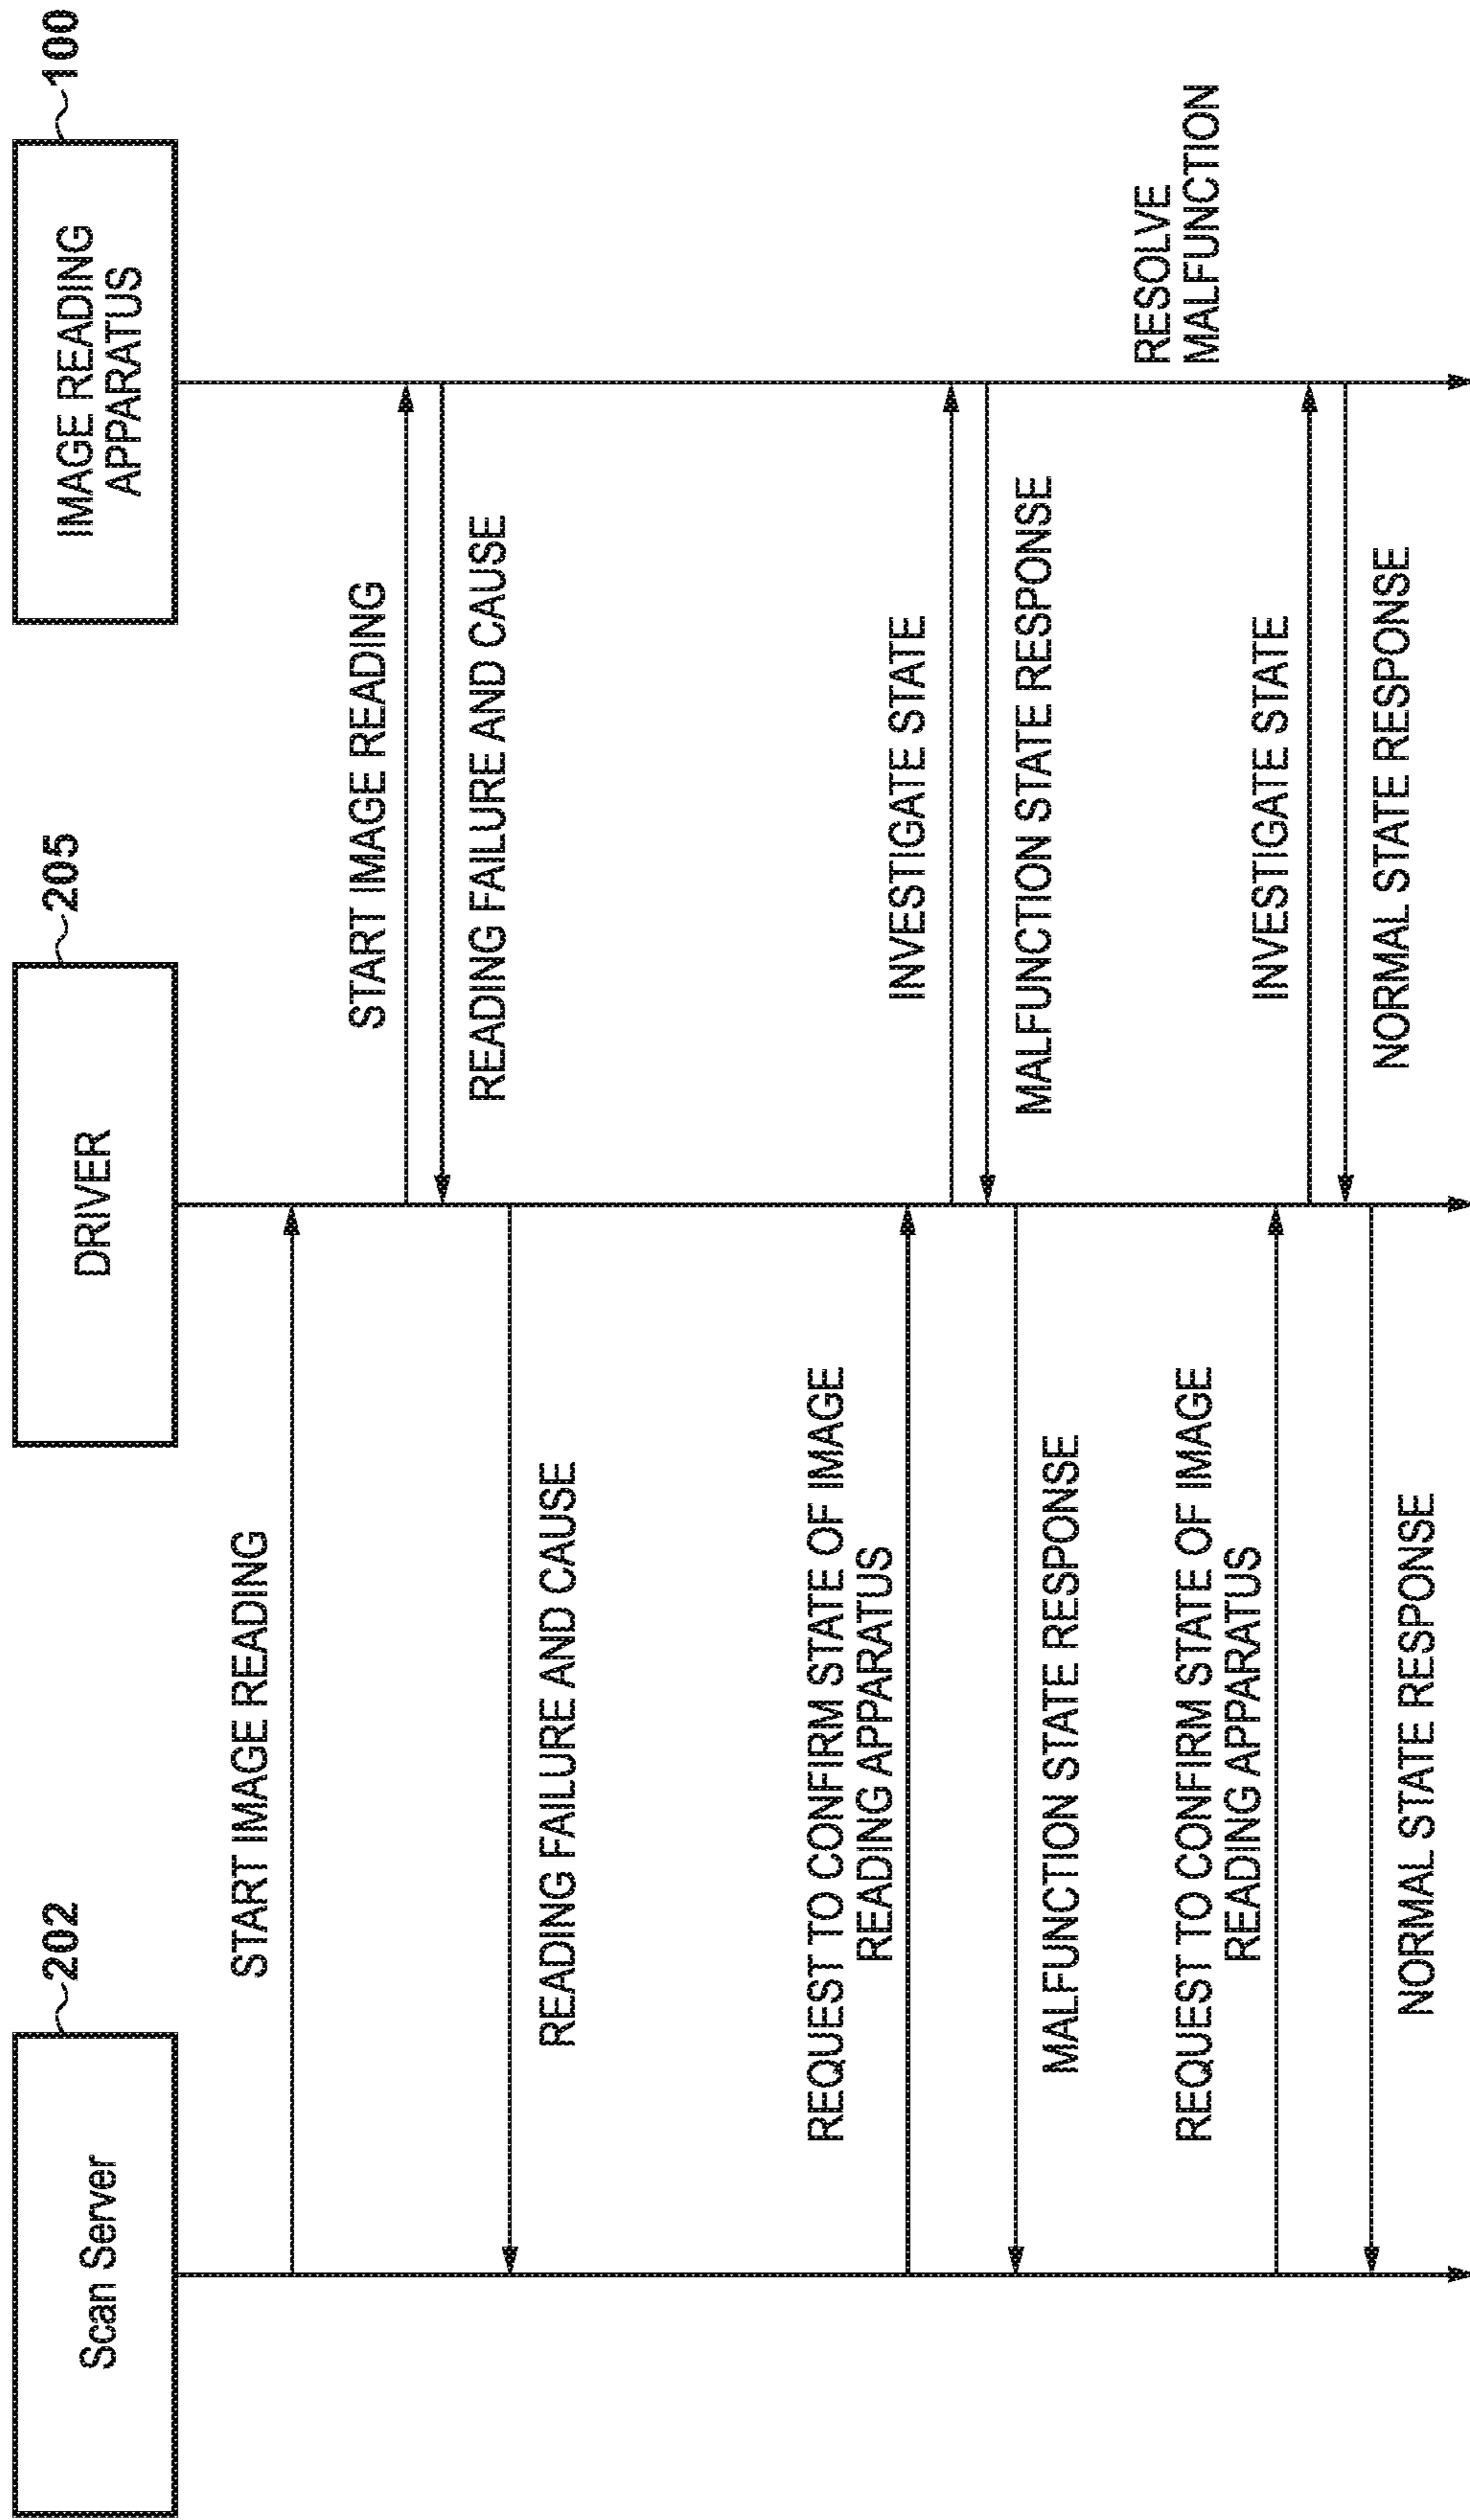 Scan Server
202
DRIVER
205
IMAGE READING
APPARATUS
100
START IMAGE READING
START IMAGE READING
READING FAILURE AND CAUSE
READING FAILURE AND CAUSE
REQUEST TO CONFIRM STATE OF IMAGE
READING APPARATUS
INVESTIGATE STATE
MALFUNCTION STATE RESPONSE
MALFUNCTION STATE RESPONSE
RESOLVE
MALFUNCTION
REQUEST TO CONFIRM STATE OF IMAGE
READING APPARATUS
INVESTIGATE STATE
NORMAL STATE RESPONSE
NORMAL STATE RESPONSE